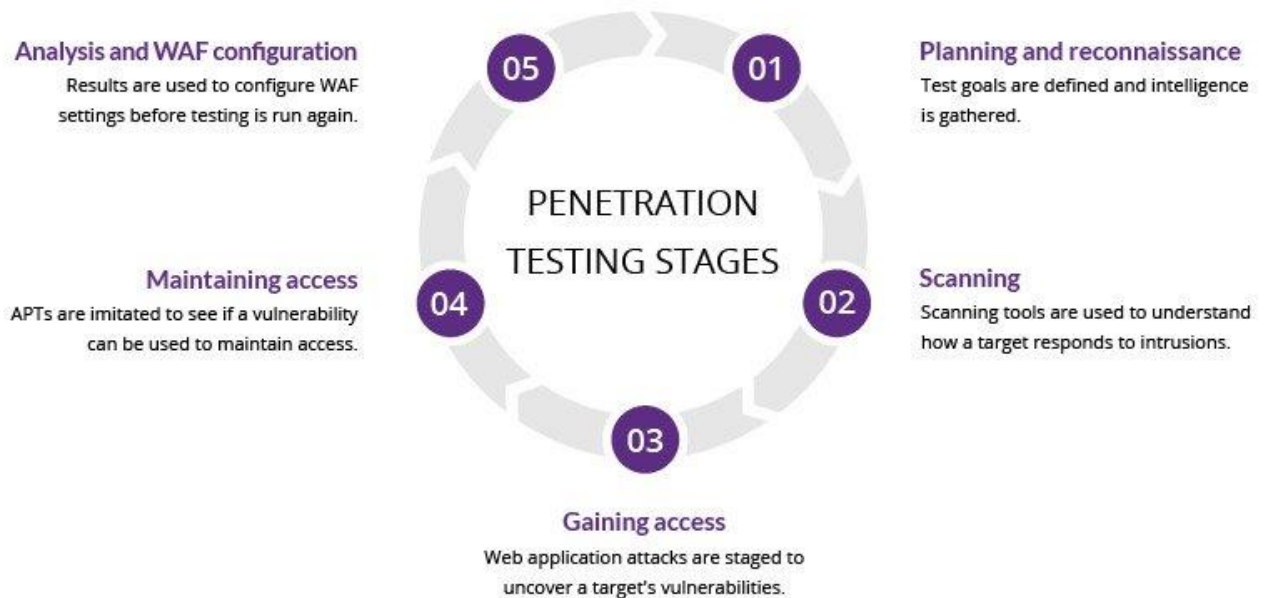 PENETRATION
TESTING STAGES
01
Planning and reconnaissance
Test goals are defined and intelligence
is gathered.
02
Scanning
Scanning tools are used to understand
how a target responds to intrusions.
03
Gaining access
Web application attacks are staged to
uncover a target's vulnerabilities.
04
Maintaining access
APTs are imitated to see if a vulnerability
can be used to maintain access.
05
Analysis and WAF configuration
Results are used to configure WAF
settings before testing is run again.